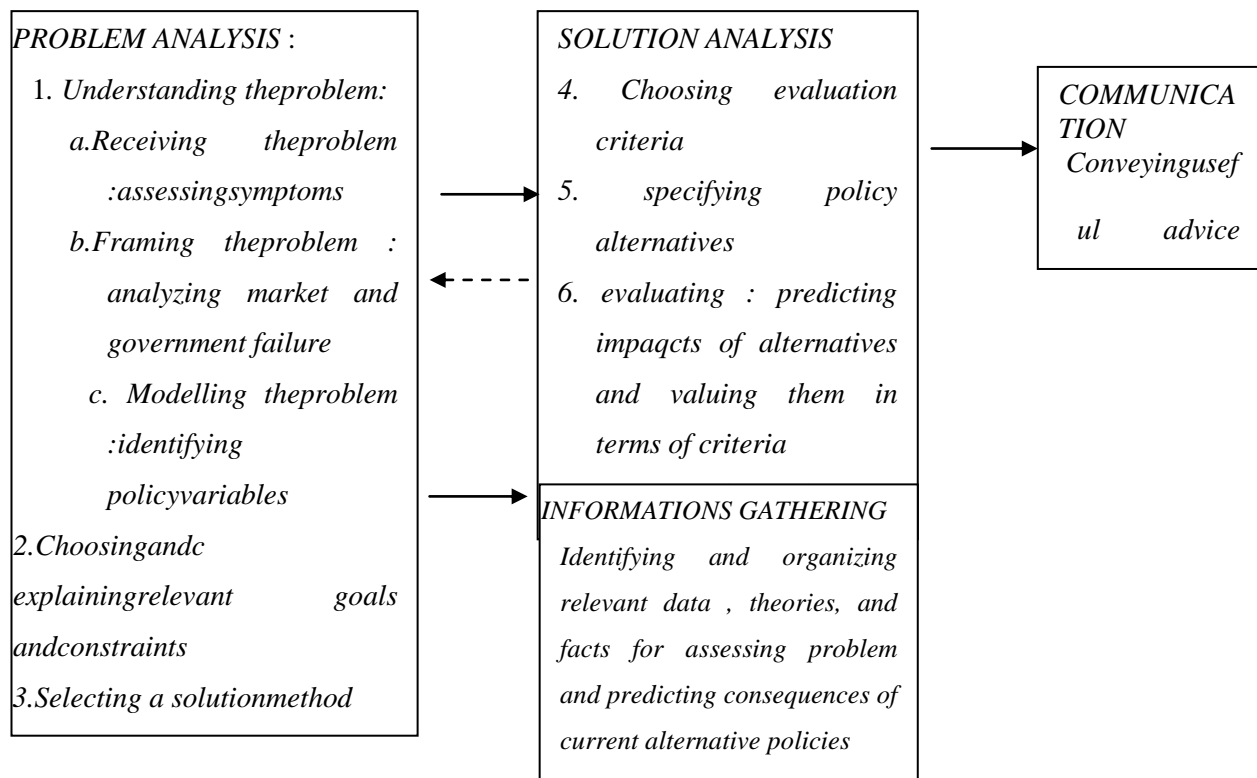 PROBLEM ANALYSIS :
1. Understanding theproblem:
a.Receiving theproblem
:assessingsymptoms
b.Framing theproblem :
analyzing market and
government failure
c. Modelling theproblem
:identifying
policyvariables
2.Choosingandc
explainingrelevant goals
andconstraints
3.Selecting a solutionmethod
SOLUTION ANALYSIS
4. Choosing evaluation
criteria
5. specifying policy
alternatives
6. evaluating : predicting
impaqcts of alternatives
and valuing them in
terms of criteria
INFORMATIONS GATHERING
Identifying and organizing
relevant data , theories, and
facts for assessing problem
and predicting consequences of
current alternative policies
COMMUNICA
TION
Conveyingusef
ul advice